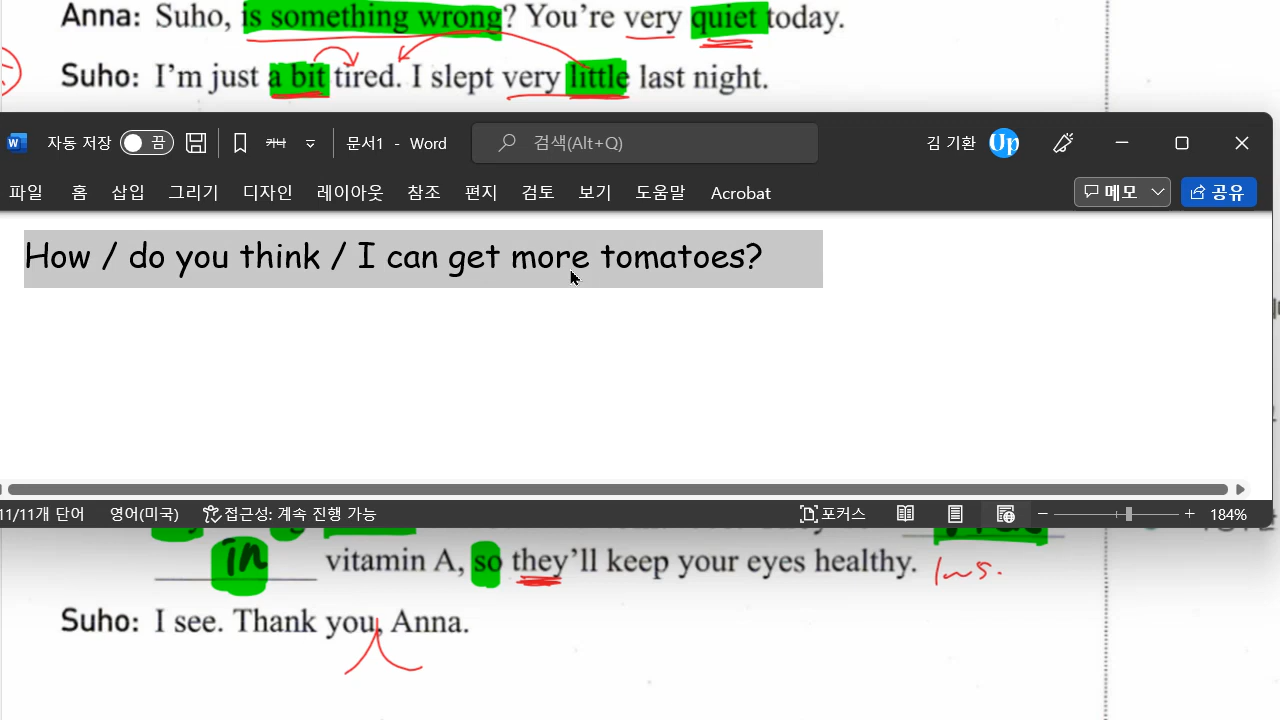 Anna: Suho, is something wrong? You're very quiet today.
Suho: I'm just a bit tired. I slept very little last night.
자동 저장 끔 가나 문서1 - Word 검색(Alt+Q) 김 기환 Up
파일 홈 삽입 그리기 디자인 레이아웃 참조 편지 검토 보기 도움말 Acrobat 메모 공유
How / do you think / I can get more tomatoes?
11/11개 단어 영어(미국) 접근성: 계속 진행 가능 포커스 184%
in vitamin A, so they'll keep your eyes healthy.
Suho: I see. Thank you, Anna.